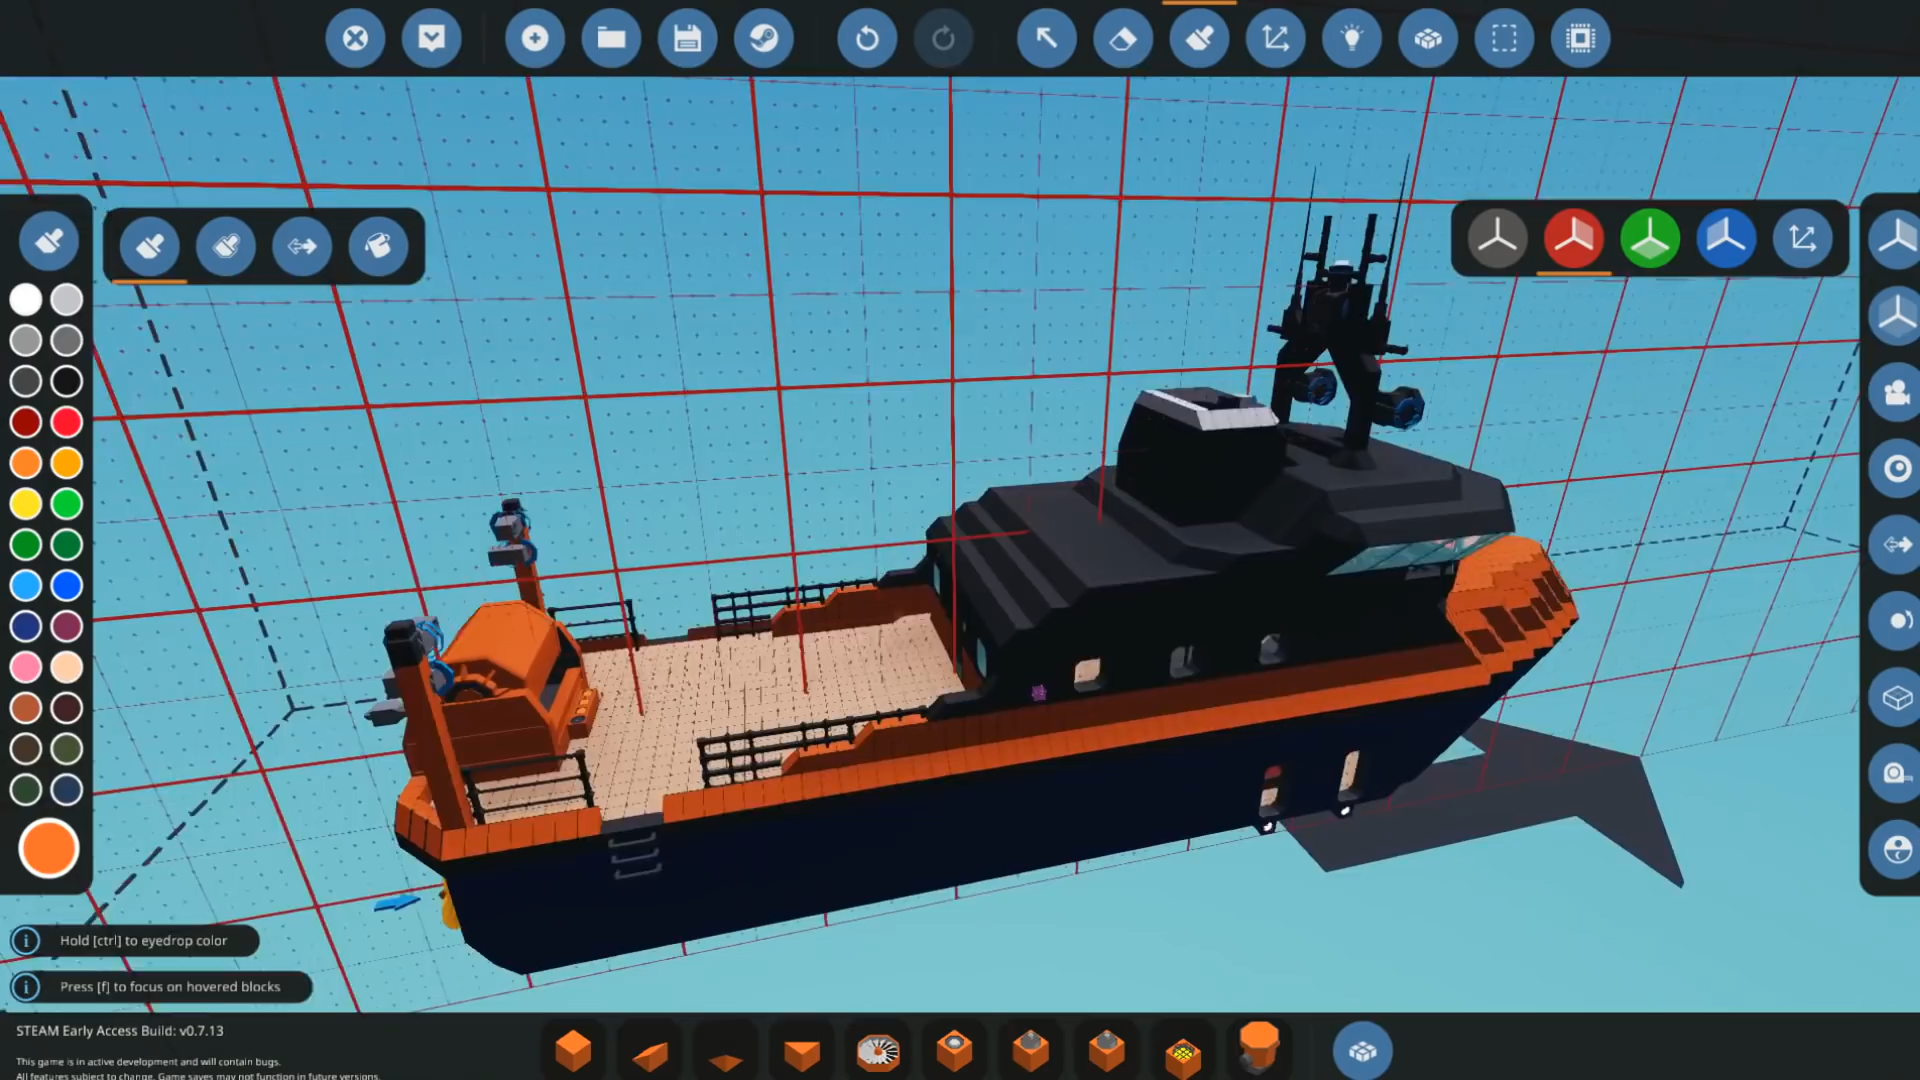 Hold [ctrl] to eyedrop color
Press [f] to focus on hovered blocks
STEAM Early Access Build: v0.7.13
This game is in active development and will contain bugs.
All features subject to change. Game saves may not function in future versions.